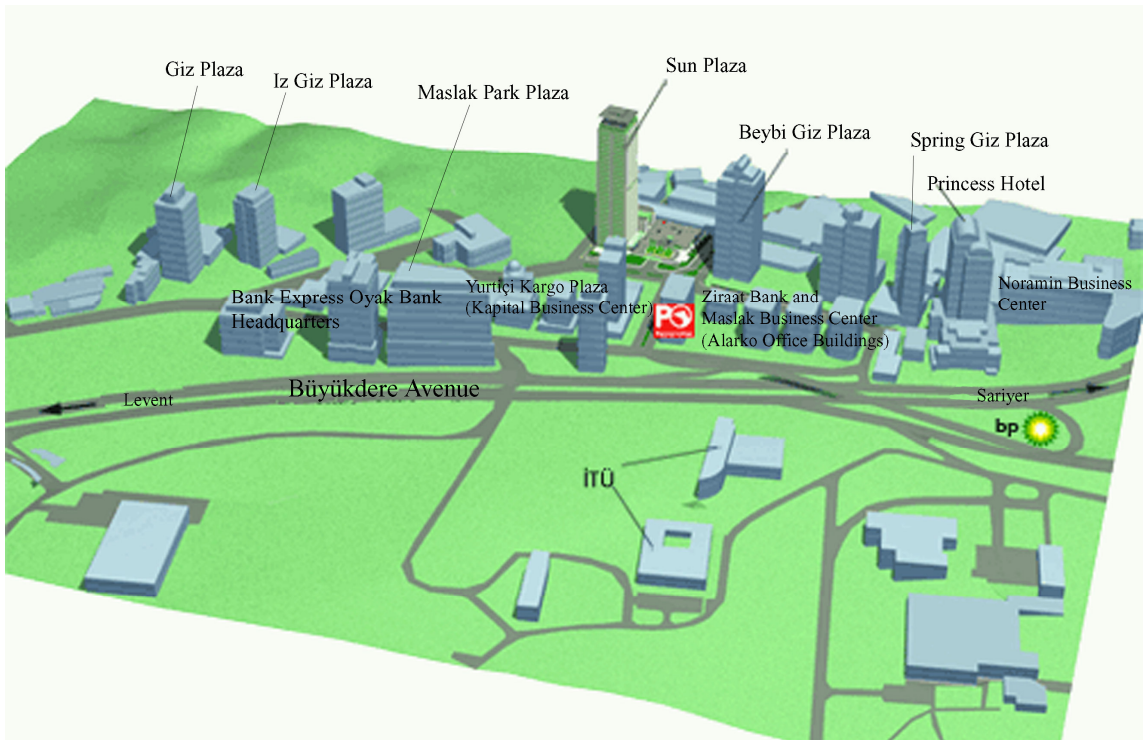 Giz Plaza
Iz Giz Plaza
Maslak Park Plaza
Sun Plaza
Beybi Giz Plaza
Spring Giz Plaza
Princess Hotel
Bank Express Oyak Bank
Headquarters
Yurtiçi Kargo Plaza
(Kapital Business Center)
PO
Ziraat Bank and
Maslak Business Center
(Alarko Office Buildings)
Noramin Business
Center
Büyükdere Avenue
Levent
Sariyer
bp
İTÜ